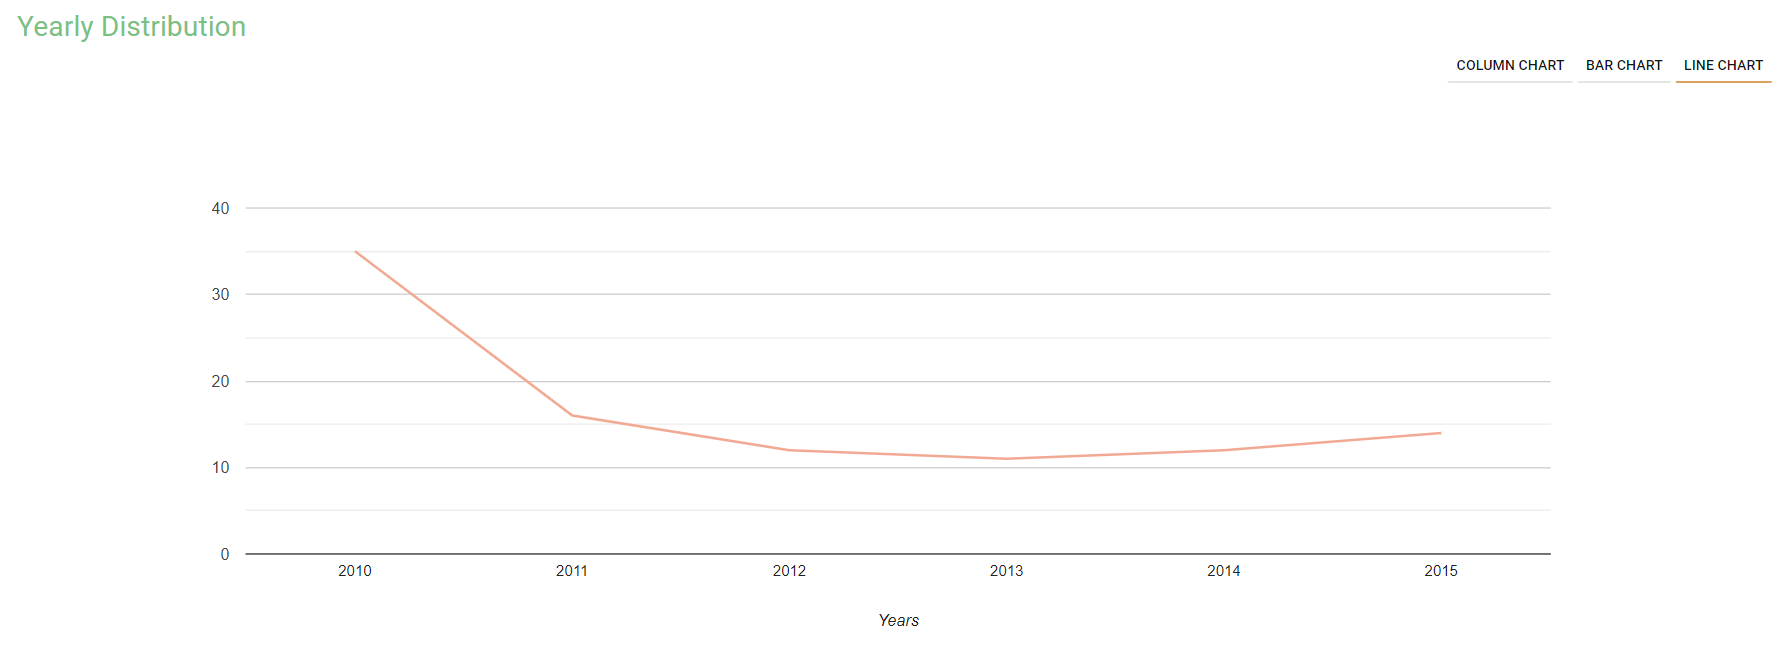 Yearly Distribution
COLUMN CHART BAR CHART LINE CHART
40
30
20
10
0
2010 2011 2012 2013 2014 2015
Years